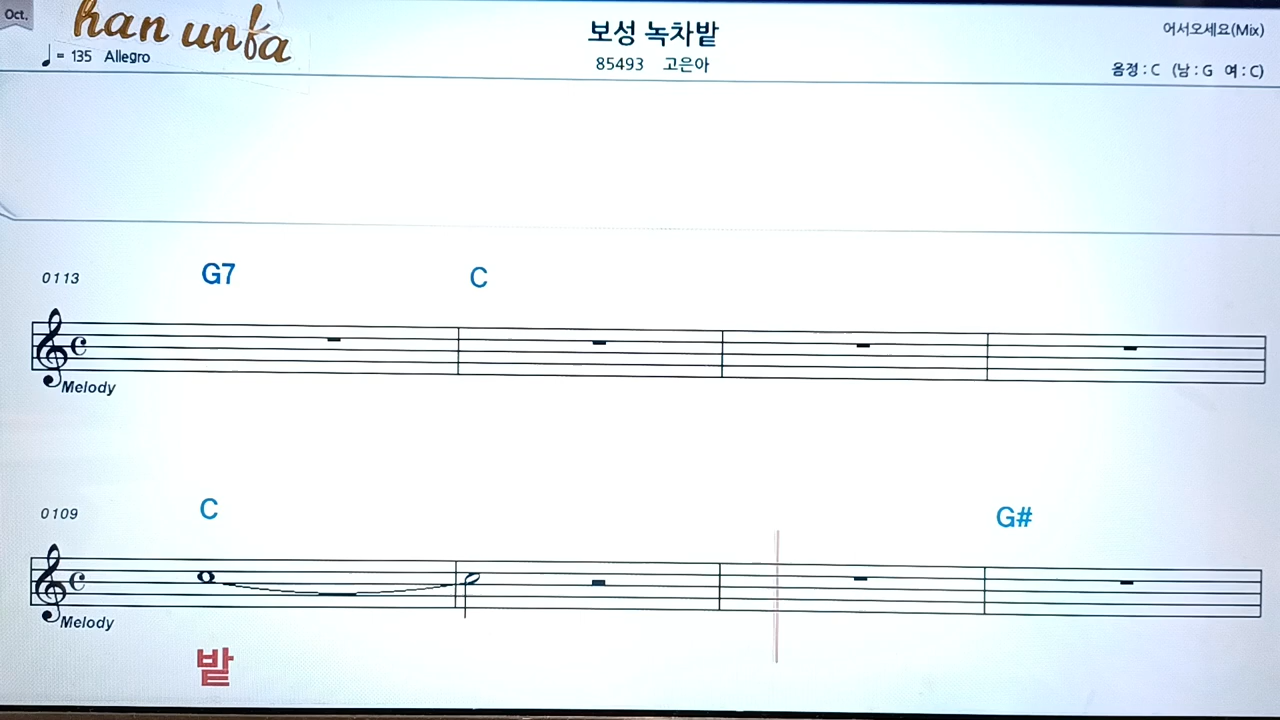 Oct.
han unfa
보성 녹차밭
어서오세요(Mix)
♩= 135 Allegro
85493 고은아
음정 : C (남 : G 여 : C)
0113
G7 C
Melody
0109
C G#
Melody
밭